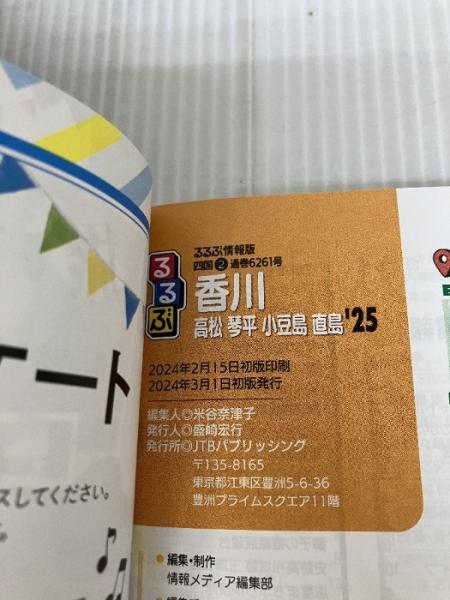 ケート
スしてください。
す。
るるぶ情報版
四国❷通巻6261号
るるぶ
香川
高松 琴平 小豆島 直島 '25
2024年2月15日初版印刷
2024年3月1日初版発行
編集人◎米谷奈津子
発行人◎盛崎宏行
発行所◎JTBパブリッシング
〒135-8165
東京都江東区豊洲5-6-36
豊洲プライムスクエア11階
●編集・制作
情報メディア編集部